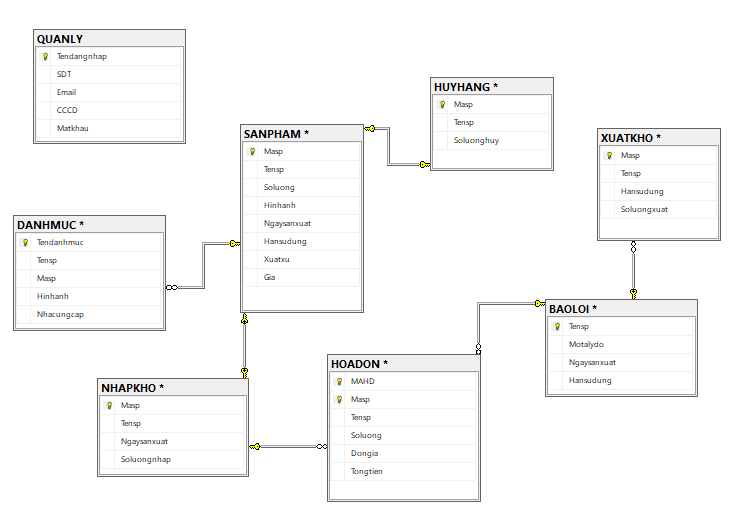 QUANLY
Tendangnhap
SDT
Email
CCCD
Matkhau
HUYHANG *
Masp
Tensp
Soluonghuy
SANPHAM *
Masp
Tensp
Soluong
Hinhanh
Ngaysanxuat
Hansudung
Xuatxu
Gia
XUATKHO *
Masp
Tensp
Hansudung
Soluongxuat
DANHMUC *
Tendanhmuc
Tensp
Masp
Hinhanh
Nhacungcap
BAOLOI *
Tensp
Motalydo
Ngaysanxuat
Hansudung
HOADON *
MAHD
Masp
Tensp
Soluong
Dongia
Tongtien
NHAPKHO *
Masp
Tensp
Ngaysanxuat
Soluongnhap